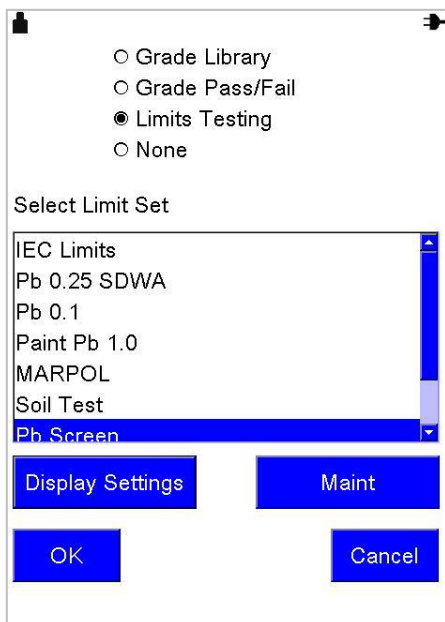 Grade Library
Grade Pass/Fail
Limits Testing
None
Select Limit Set
IEC Limits
Pb 0.25 SDWA
Pb 0.1
Paint Pb 1.0
MARPOL
Soil Test
Pb Screen
Display Settings
Maint
OK
Cancel